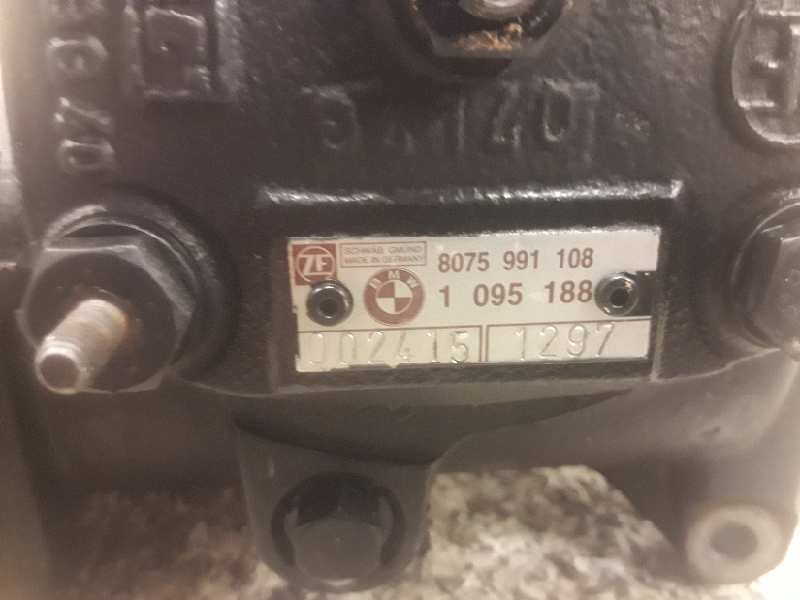 ZF
SCHWÄB. GMÜND
MADE IN GERMANY
8075 991 108
BMW
1 095 188
002415 1297